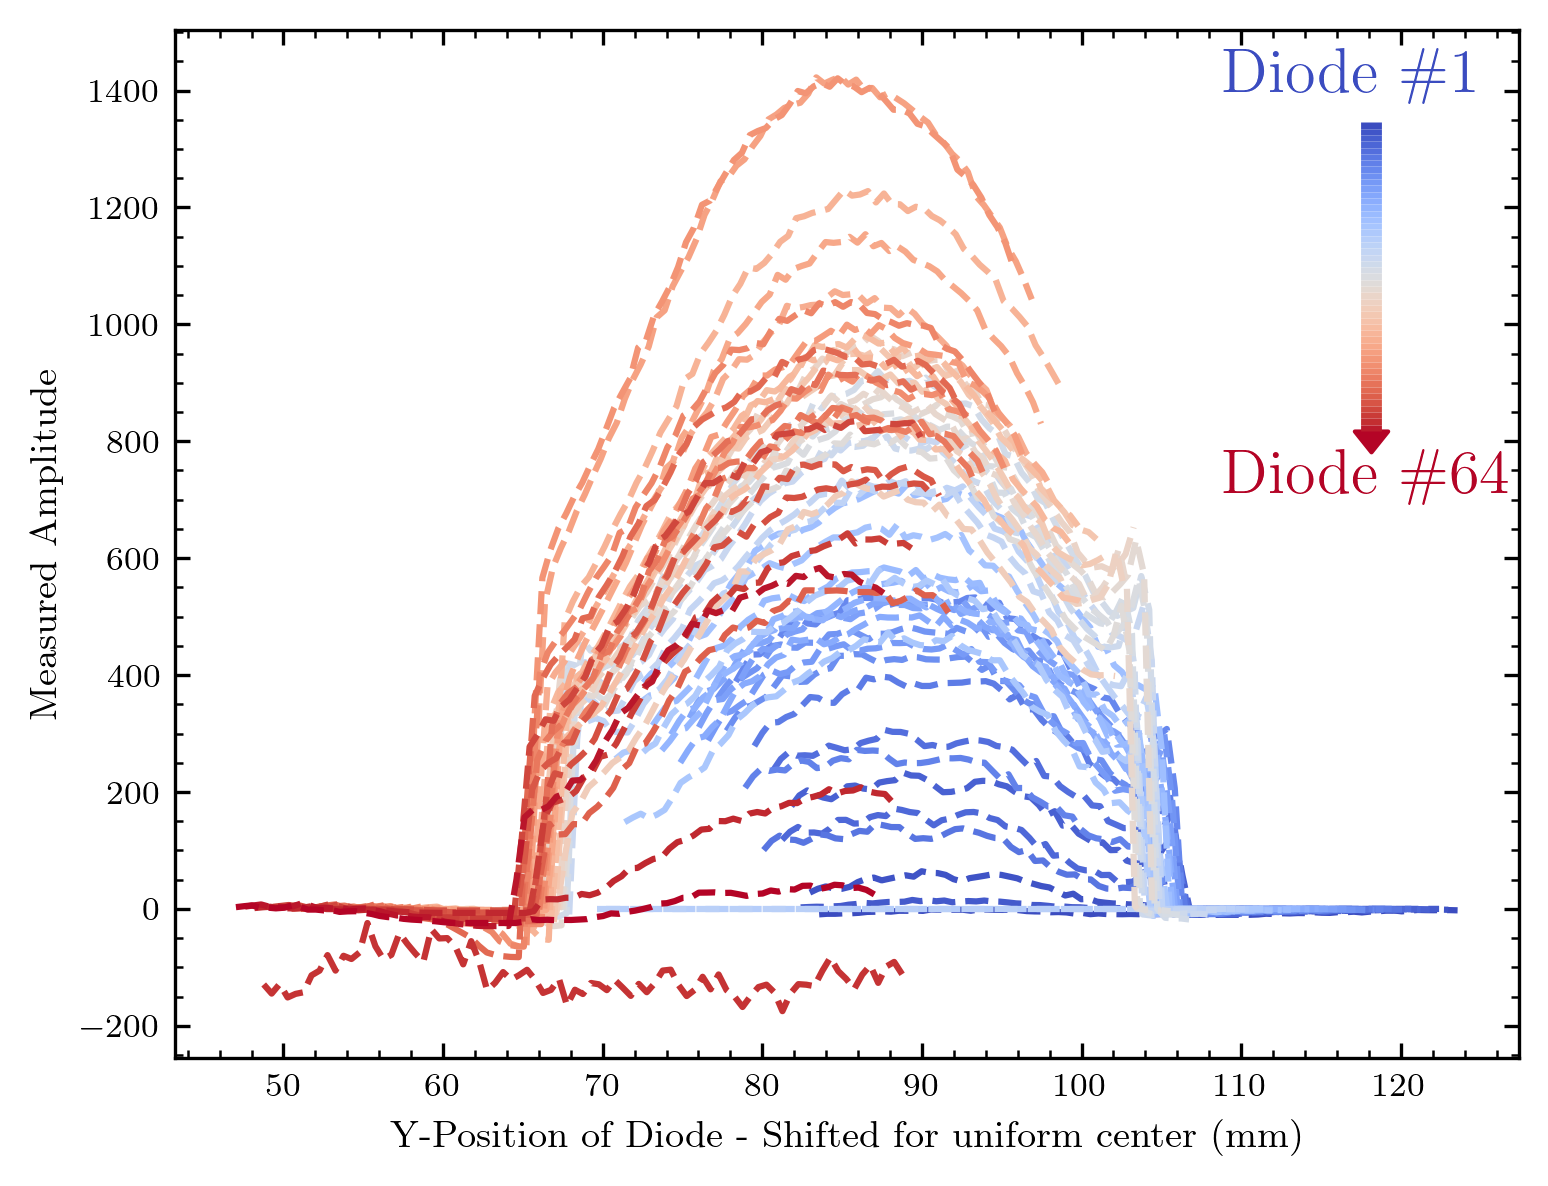 Diode #1
Diode #64
Measured Amplitude
1400
1200
1000
800
600
400
200
0
−200
50 60 70 80 90 100 110 120
Y-Position of Diode - Shifted for uniform center (mm)